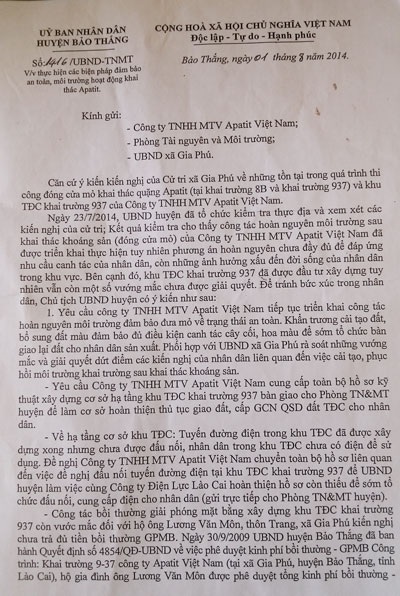 UỶ BAN NHÂN DÂN
HUYỆN BẢO THẮNG
CỘNG HOÀ XÃ HỘI CHỦ NGHĨA VIỆT NAM
Độc lập - Tự do - Hạnh phúc
Số:1416/UBND-TNMT
V/v thực hiện các biện pháp đảm bảo
an toàn, môi trường hoạt động khai
thác Apatit.
Bảo Thắng, ngày 01 tháng 8 năm 2014.
Kính gửi:
- Công ty TNHH MTV Apatit Việt Nam;
- Phòng Tài nguyên và Môi trường;
- UBND xã Gia Phú.
Căn cứ ý kiến kiến nghị của Cử tri xã Gia Phú về những tồn tại trong quá trình thi
công đóng cửa mỏ khai thác quặng Apatit (tại khai trường 8B và khai trường 937) và khu
TĐC khai trường 937 của Công ty TNHH MTV Apatit Việt Nam.
Ngày 23/7/2014, UBND huyện đã tổ chức kiểm tra thực địa và xem xét các
kiến nghị của cử tri; Kết quả kiểm tra cho thấy công tác hoàn nguyên môi trường sau
khai thác khoáng sản (đóng cửa mỏ) của Công ty TNHH MTV Apatit Việt Nam đã
được triển khai thực hiện tuy nhiên phương án hoàn nguyên chưa đầy đủ để đáp ứng
nhu cầu canh tác của nhân dân, còn những ảnh hưởng xấu đến đời sống của nhân dân
trong khu vực. Bên cạnh đó, khu TĐC khai trường 937 đã được đầu tư xây dựng tuy
nhiên vẫn còn một số vướng mắc chưa được giải quyết. Để tránh bức xúc trong nhân
dân, Chủ tịch UBND huyện có ý kiến như sau:
1. Yêu cầu công ty TNHH MTV Apatit Việt Nam tiếp tục triển khai công tác
hoàn nguyên môi trường đảm bảo đưa mỏ về trạng thái an toàn. Khẩn trương cải tạo đất,
bổ sung đất màu đảm bảo đủ điều kiện canh tác cây cối, hoa màu để sớm tổ chức bàn
giao lại đất cho nhân dân sản xuất. Phối hợp với UBND xã Gia Phú rà soát những vướng
mắc và giải quyết dứt điểm các kiến nghị của nhân dân liên quan đến việc cải tạo, phục
hồi môi trường khai trường sau khai thác khoáng sản.
- Yêu cầu Công ty TNHH MTV Apatit Việt Nam cung cấp toàn bộ hồ sơ kỹ
thuật xây dựng cơ sở hạ tầng khu TĐC khai trường 937 bàn giao cho Phòng TN&MT
huyện để làm cơ sở hoàn thiện thủ tục giao đất, cấp GCN QSD đất TĐC cho nhân
dân.
- Về hạ tầng cơ sở khu TĐC: Tuyến đường điện trong khu TĐC đã được xây
dựng xong nhưng chưa được đấu nối, nhân dân trong khu TĐC chưa có điện để sử
dụng. Đề nghị Công ty TNHH MTV Apatit Việt Nam chuyển toàn bộ hồ sơ liên quan
đến việc đề nghị đấu nối tuyến đường điện tại khu TĐC khai trường 937 để UBND
huyện làm việc cùng Công ty Điện Lực Lào Cai hoàn thiện hồ sơ còn thiếu để sớm tổ
chức đấu nối, cung cấp điện cho nhân dân (gửi trực tiếp cho Phòng TN&MT huyện).
- Công tác bồi thường giải phóng mặt bằng xây dựng khu TĐC khai trường
937 còn vướng mắc đối với hộ ông Lương Văn Môn, thôn Trang, xã Gia Phú kiến nghị
chưa trả đủ tiền bồi thường GPMB. Ngày 30/9/2009 UBND huyện Bảo Thắng đã ban
hành Quyết định số 4854/QĐ-UBND về việc phê duyệt kinh phí bồi thường - GPMB Công
trình: Khai trường 9-37 công ty Apatit Việt Nam (tại xã Gia Phú, huyện Bảo Thắng, tỉnh
Lào Cai), hộ gia đình ông Lương Văn Môn được phê duyệt tổng kinh phí bồi thường -